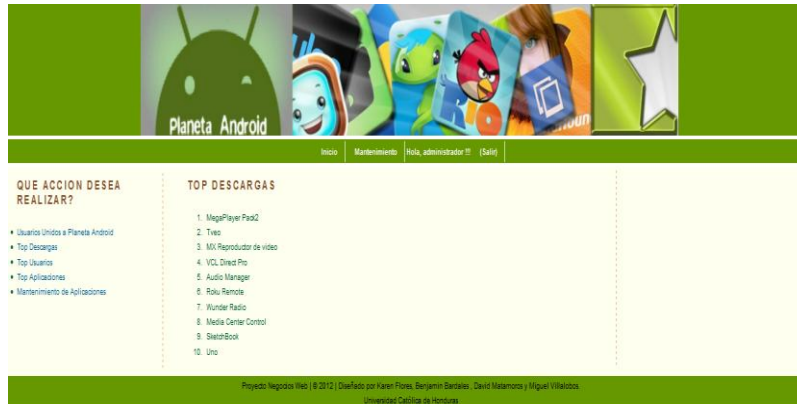 Planeta Android
RIO
Inicio
Mantenimiento
Hola, administrador !!!
(Salir)
QUE ACCION DESEA
REALIZAR?
Usuarios Unidos a Planeta Android
Top Descargas
Top Usuarios
Top Aplicaciones
Mantenimiento de Aplicaciones
TOP DESCARGAS
1. MegaPlayer Pack2
2. Tveo
3. MX Reproductor de video
4. VCL Direct Pro
5. Audio Manager
6. Roku Remote
7. Wunder Radio
8. Media Center Control
9. SketchBook
10. Uno
Proyecto Negocios Web | © 2012 | Diseñado por Karen Flores, Benjamin Bardales , David Matamoros y Miguel Villalobos.
Universidad Católica de Honduras